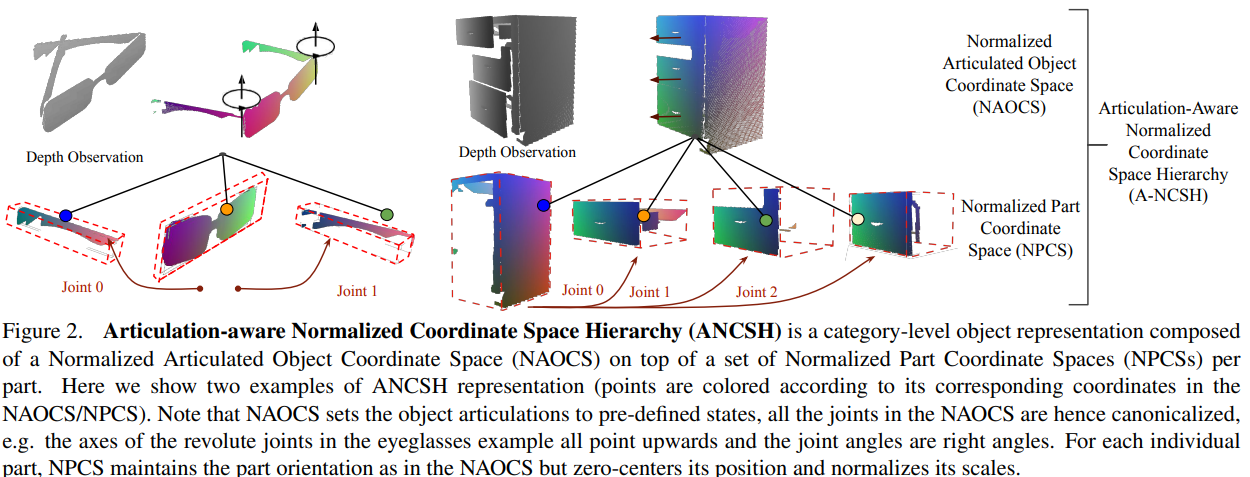 Depth Observation
Joint 0
Joint 1
Depth Observation
Joint 0
Joint 1
Joint 2
Normalized
Articulated Object
Coordinate Space
(NAOCS)
Normalized Part
Coordinate
Space (NPCS)
Articulation-Aware
Normalized
Coordinate
Space Hierarchy
(A-NCSH)
Figure 2. Articulation-aware Normalized Coordinate Space Hierarchy (ANCSH) is a category-level object representation composed
of a Normalized Articulated Object Coordinate Space (NAOCS) on top of a set of Normalized Part Coordinate Spaces (NPCSs) per
part. Here we show two examples of ANCSH representation (points are colored according to its corresponding coordinates in the
NAOCS/NPCS). Note that NAOCS sets the object articulations to pre-defined states, all the joints in the NAOCS are hence canonicalized,
e.g. the axes of the revolute joints in the eyeglasses example all point upwards and the joint angles are right angles. For each individual
part, NPCS maintains the part orientation as in the NAOCS but zero-centers its position and normalizes its scales.